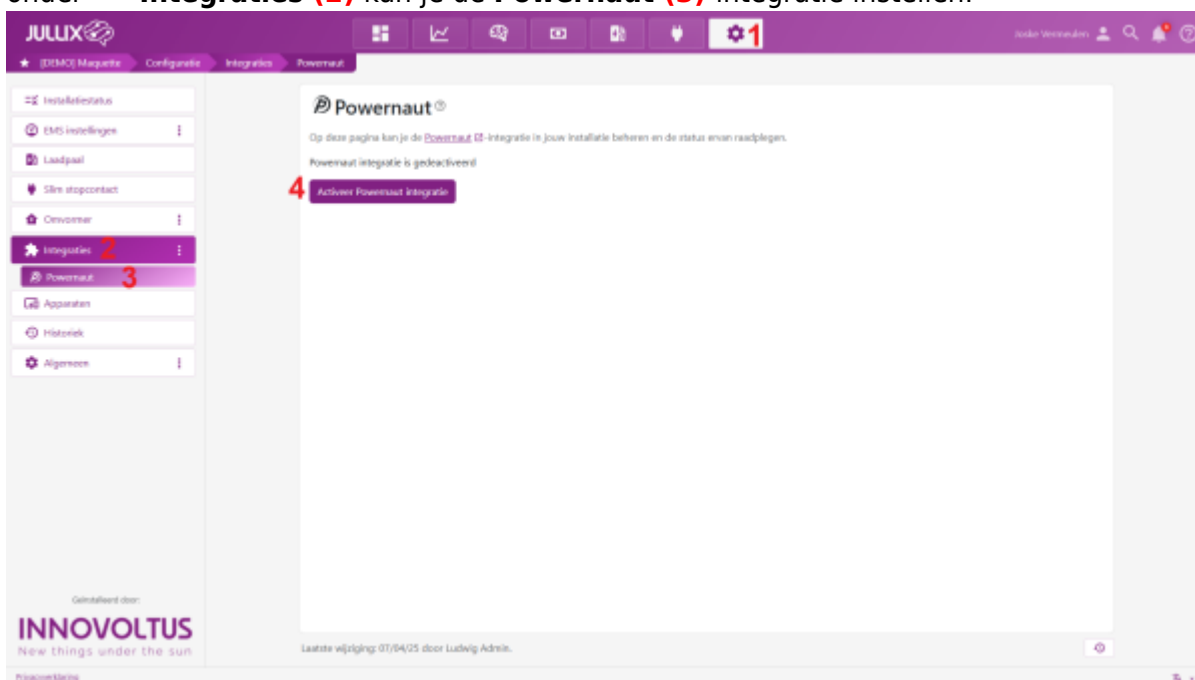 onder Integraties (2) kan je de Powernaut (3) integratie instellen.
JULLIX
1
Joske Vermeulen
[DEMO] Maquette Configuratie Integraties Powernaut
Installatiestatus
EMS instellingen
Laadpaal
Slim stopcontact
Omvormer
Integraties 2
Powernaut 3
Apparaten
Historiek
Algemeen
Powernaut
Op deze pagina kan je de Powernaut-integratie in jouw installatie beheren en de status ervan raadplegen.
Powernaut integratie is gedeactiveerd
4 Activeer Powernaut integratie
Geïnstalleerd door:
INNOVOLTUS
New things under the sun
Laatste wijziging: 07/04/25 door Ludwig Admin.
Privacyverklaring